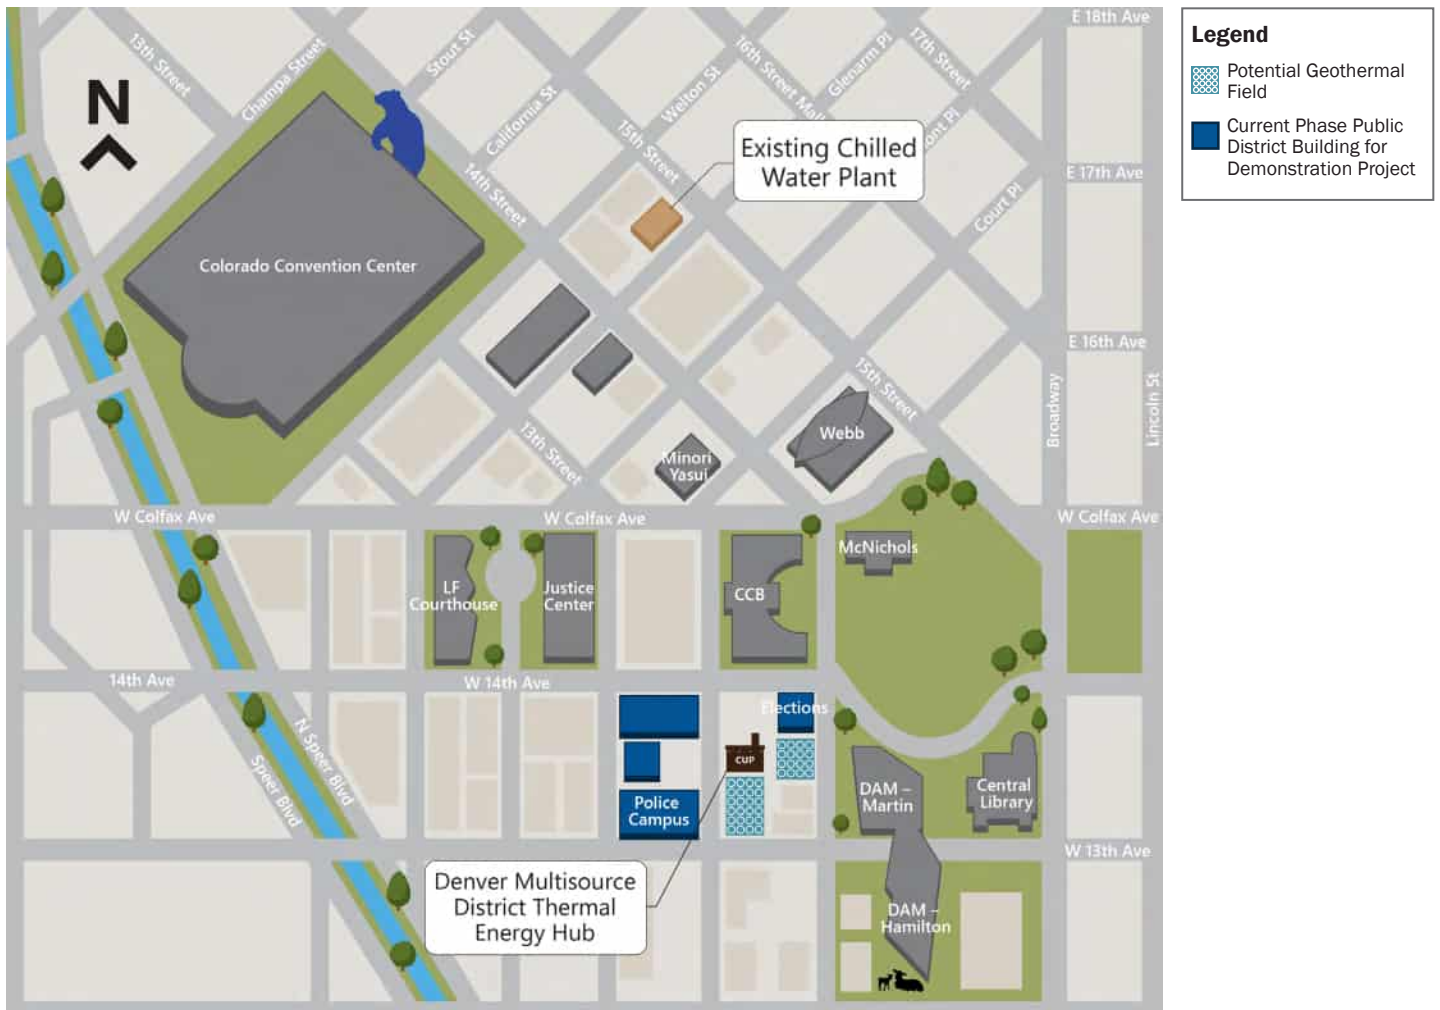 E 18th Ave
13th Street
Champa Street
Stout St
California St
Welton St
16th Street Mall
Glenarm Pl
17th Street
15th Street
14th Street
N
Existing Chilled
Water Plant
E 17th Ave
Court Pl
Colorado Convention Center
E 16th Ave
15th Street
Broadway
Lincoln St
Webb
13th Street
Minori
Yasui
W Colfax Ave
W Colfax Ave
W Colfax Ave
McNichols
LF
Courthouse
Justice
Center
CCB
14th Ave
W 14th Ave
Elections
N Speer Blvd
Speer Blvd
CUP
Police
Campus
DAM –
Martin
Central
Library
W 13th Ave
Denver Multisource
District Thermal
Energy Hub
DAM –
Hamilton
Legend
Potential Geothermal
Field
Current Phase Public
District Building for
Demonstration Project